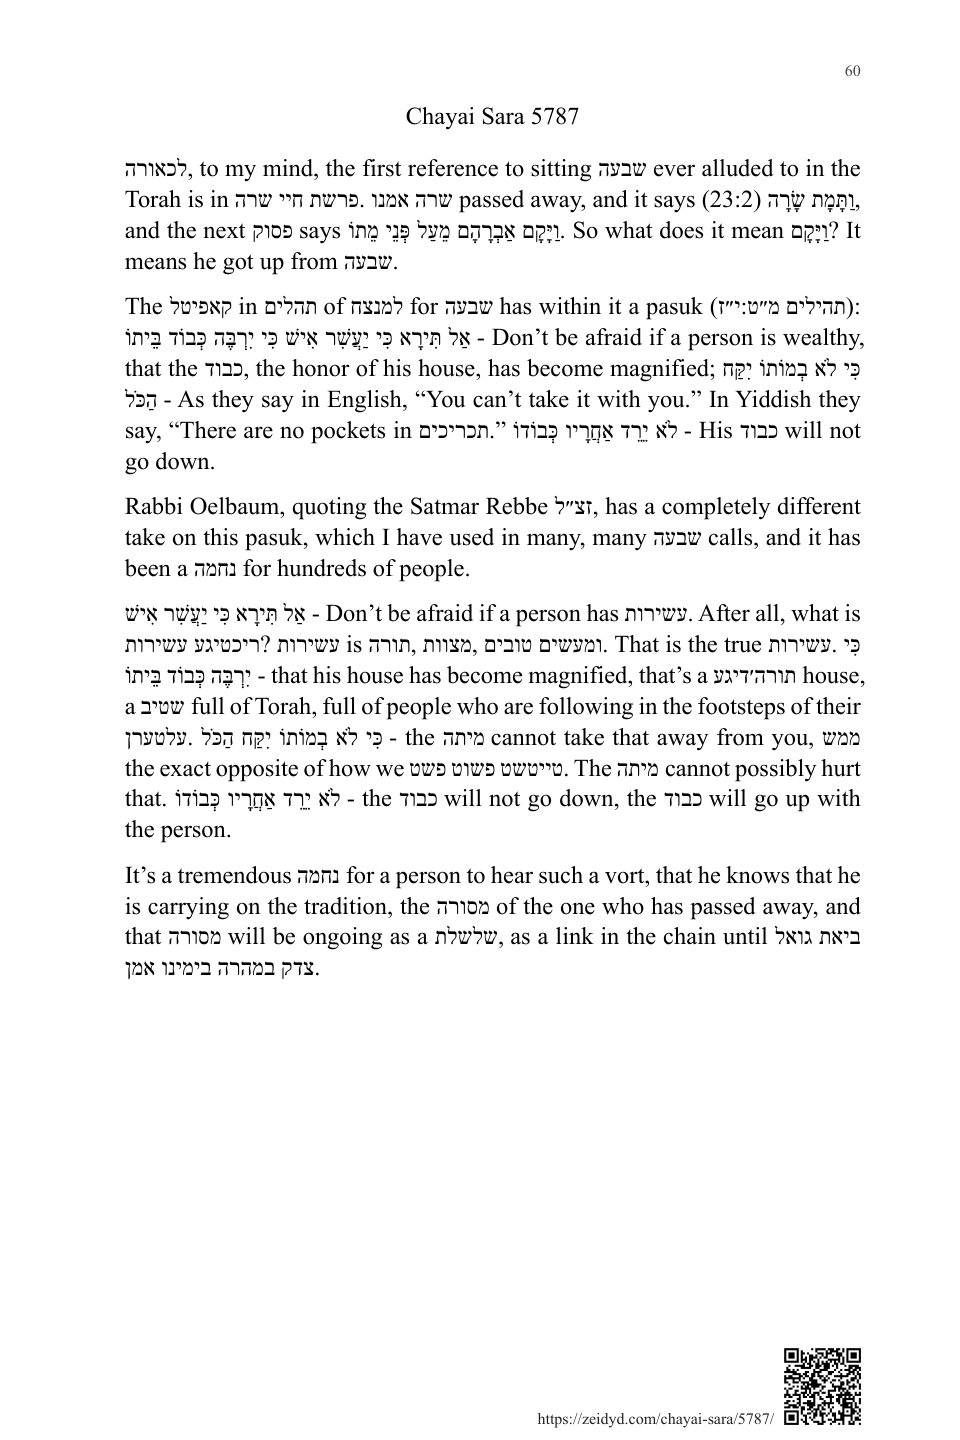 60
Chayai Sara 5787
לכאורה, to my mind, the first reference to sitting שבעה ever alluded to in the
Torah is in פרשת חיי שרה. שרה אמנו passed away, and it says (23:2) וַתָּמָת שָׂרָה,
and the next פסוק says וַיָּקָם אַבְרָהָם מֵעַל פְּנֵי מֵתוֹ. So what does it mean וַיָּקָם? It
means he got up from שבעה.
The קאפיטל in תהלים of למנצח for שבעה has within it a pasuk (תהילים מ״ט:י״ז):
אַל תִּירָא כִּי יַעֲשִׁר אִישׁ כִּי יִרְבֶּה כְּבוֹד בֵּיתוֹ - Don’t be afraid if a person is wealthy,
that the כבוד, the honor of his house, has become magnified; כִּי לֹא בְמוֹתוֹ יִקַּח
הַכֹּל - As they say in English, “You can’t take it with you.” In Yiddish they
say, “There are no pockets in תכריכים.” לֹא יֵרֵד אַחֲרָיו כְּבוֹדוֹ - His כבוד will not
go down.
Rabbi Oelbaum, quoting the Satmar Rebbe זצ״ל, has a completely different
take on this pasuk, which I have used in many, many שבעה calls, and it has
been a נחמה for hundreds of people.
אַל תִּירָא כִּי יַעֲשִׁר אִישׁ - Don’t be afraid if a person has עשירות. After all, what is
ריכטיגע עשירות? עשירות is תורה, מצוות, ומעשים טובים. That is the true עשירות. כִּי
יִרְבֶּה כְּבוֹד בֵּיתוֹ - that his house has become magnified, that’s a תורה׳דיגע house,
a שטיב full of Torah, full of people who are following in the footsteps of their
עלטערן. כִּי לֹא בְמוֹתוֹ יִקַּח הַכֹּל - the מיתה cannot take that away from you, ממש
the exact opposite of how we טייטשט פשוט פשט. The מיתה cannot possibly hurt
that. לֹא יֵרֵד אַחֲרָיו כְּבוֹדוֹ - the כבוד will not go down, the כבוד will go up with
the person.
It’s a tremendous נחמה for a person to hear such a vort, that he knows that he
is carrying on the tradition, the מסורה of the one who has passed away, and
that מסורה will be ongoing as a שלשלת, as a link in the chain until ביאת גואל
צדק במהרה בימינו אמן.
https://zeidyd.com/chayai-sara/5787/